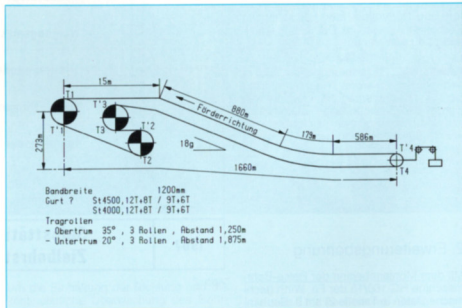 15m
T1
T'3
T'1
T3
T'2
T2
Förderrichtung
880m
179m
586m
T'4
T4
273m
18g
1660m
Bandbreite 1200mm
Gurt ? St4500,12T+8T / 9T+6T
St4000,12T+8T / 9T+6T
Tragrollen
- Obertrum 35° , 3 Rollen , Abstand 1,250m
- Untertrum 20° , 3 Rollen , Abstand 1,875m